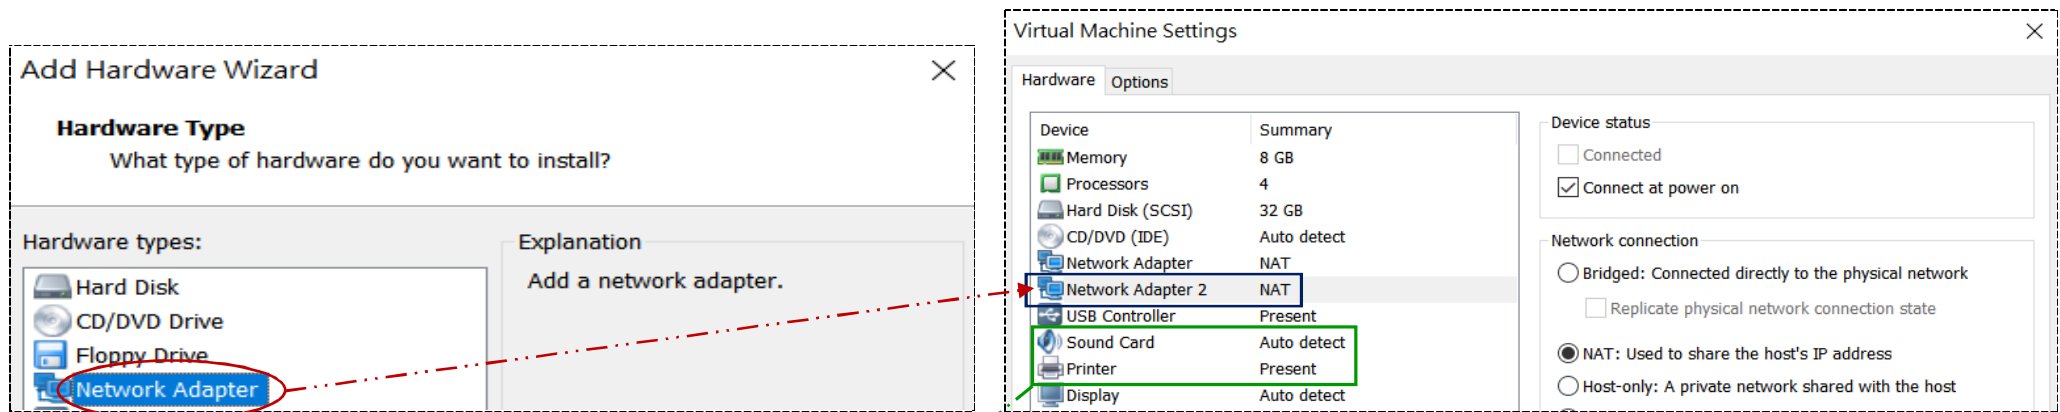 Add Hardware Wizard
Hardware Type
What type of hardware do you want to install?
Hardware types:
Hard Disk
CD/DVD Drive
Floppy Drive
Network Adapter
Explanation
Add a network adapter.
Virtual Machine Settings
Hardware Options
Device Summary
Memory 8 GB
Processors 4
Hard Disk (SCSI) 32 GB
CD/DVD (IDE) Auto detect
Network Adapter NAT
Network Adapter 2 NAT
USB Controller Present
Sound Card Auto detect
Printer Present
Display Auto detect
Device status
Connected
Connect at power on
Network connection
Bridged: Connected directly to the physical network
Replicate physical network connection state
NAT: Used to share the host's IP address
Host-only: A private network shared with the host